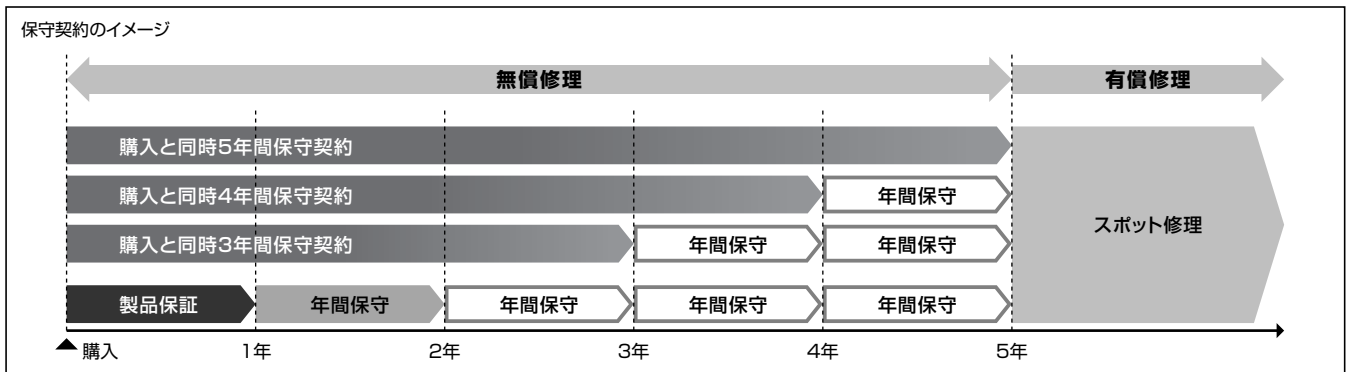 保守契約のイメージ
無償修理
有償修理
購入と同時5年間保守契約
購入と同時4年間保守契約
年間保守
購入と同時3年間保守契約
年間保守
年間保守
スポット修理
製品保証
年間保守
年間保守
年間保守
年間保守
購入
1年
2年
3年
4年
5年